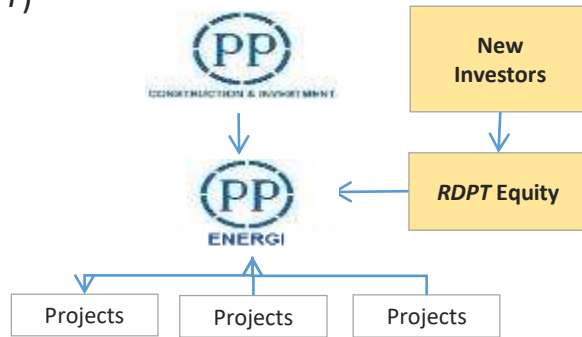 T)
PP
CONSTRUCTION & INVESTMENT
New
Investors
PP
ENERGI
RDPT Equity
Projects
Projects
Projects